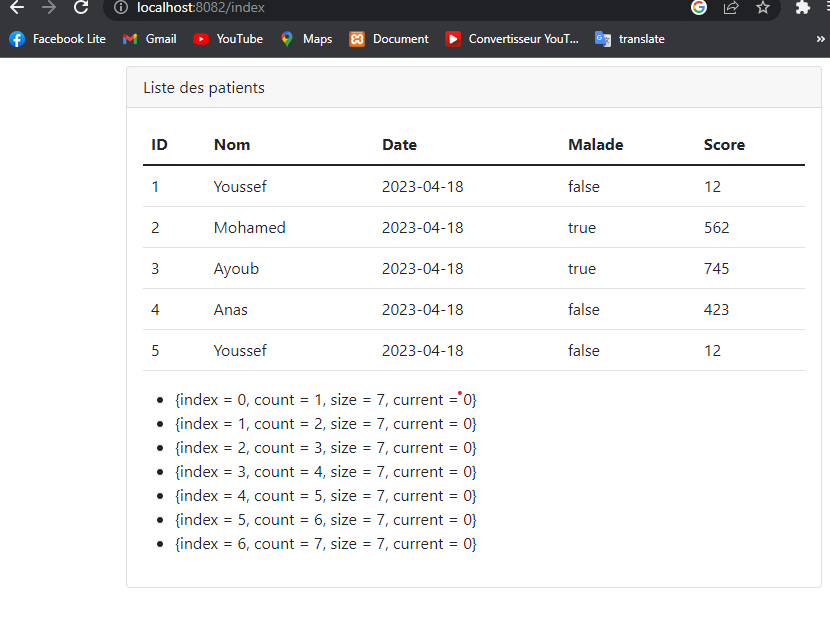 localhost:8082/index
Facebook Lite Gmail YouTube Maps Document Convertisseur YouT... translate »
Liste des patients
ID Nom Date Malade Score
1 Youssef 2023-04-18 false 12
2 Mohamed 2023-04-18 true 562
3 Ayoub 2023-04-18 true 745
4 Anas 2023-04-18 false 423
5 Youssef 2023-04-18 false 12
{index = 0, count = 1, size = 7, current = 0}
{index = 1, count = 2, size = 7, current = 0}
{index = 2, count = 3, size = 7, current = 0}
{index = 3, count = 4, size = 7, current = 0}
{index = 4, count = 5, size = 7, current = 0}
{index = 5, count = 6, size = 7, current = 0}
{index = 6, count = 7, size = 7, current = 0}